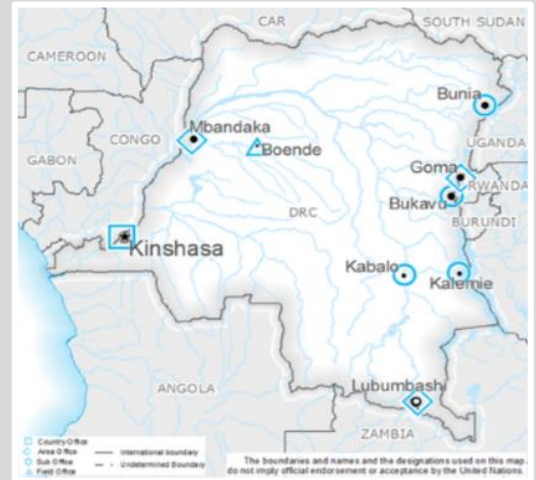 CAR
SOUTH SUDAN
CAMEROON
Bunia
Mbandaka
CONGO
Boende
UGANDA
GABON
Goma
RWANDA
Bukavu
DRC
BURUNDI
Kinshasa
Kabalo
Kalemie
Lubumbashi
ANGOLA
ZAMBIA
Country Office
Area Office
Sub Office
Field Office
International boundary
Undetermined Boundary
The boundaries and names and the designations used on this map
do not imply official endorsement or acceptance by the United Nations.